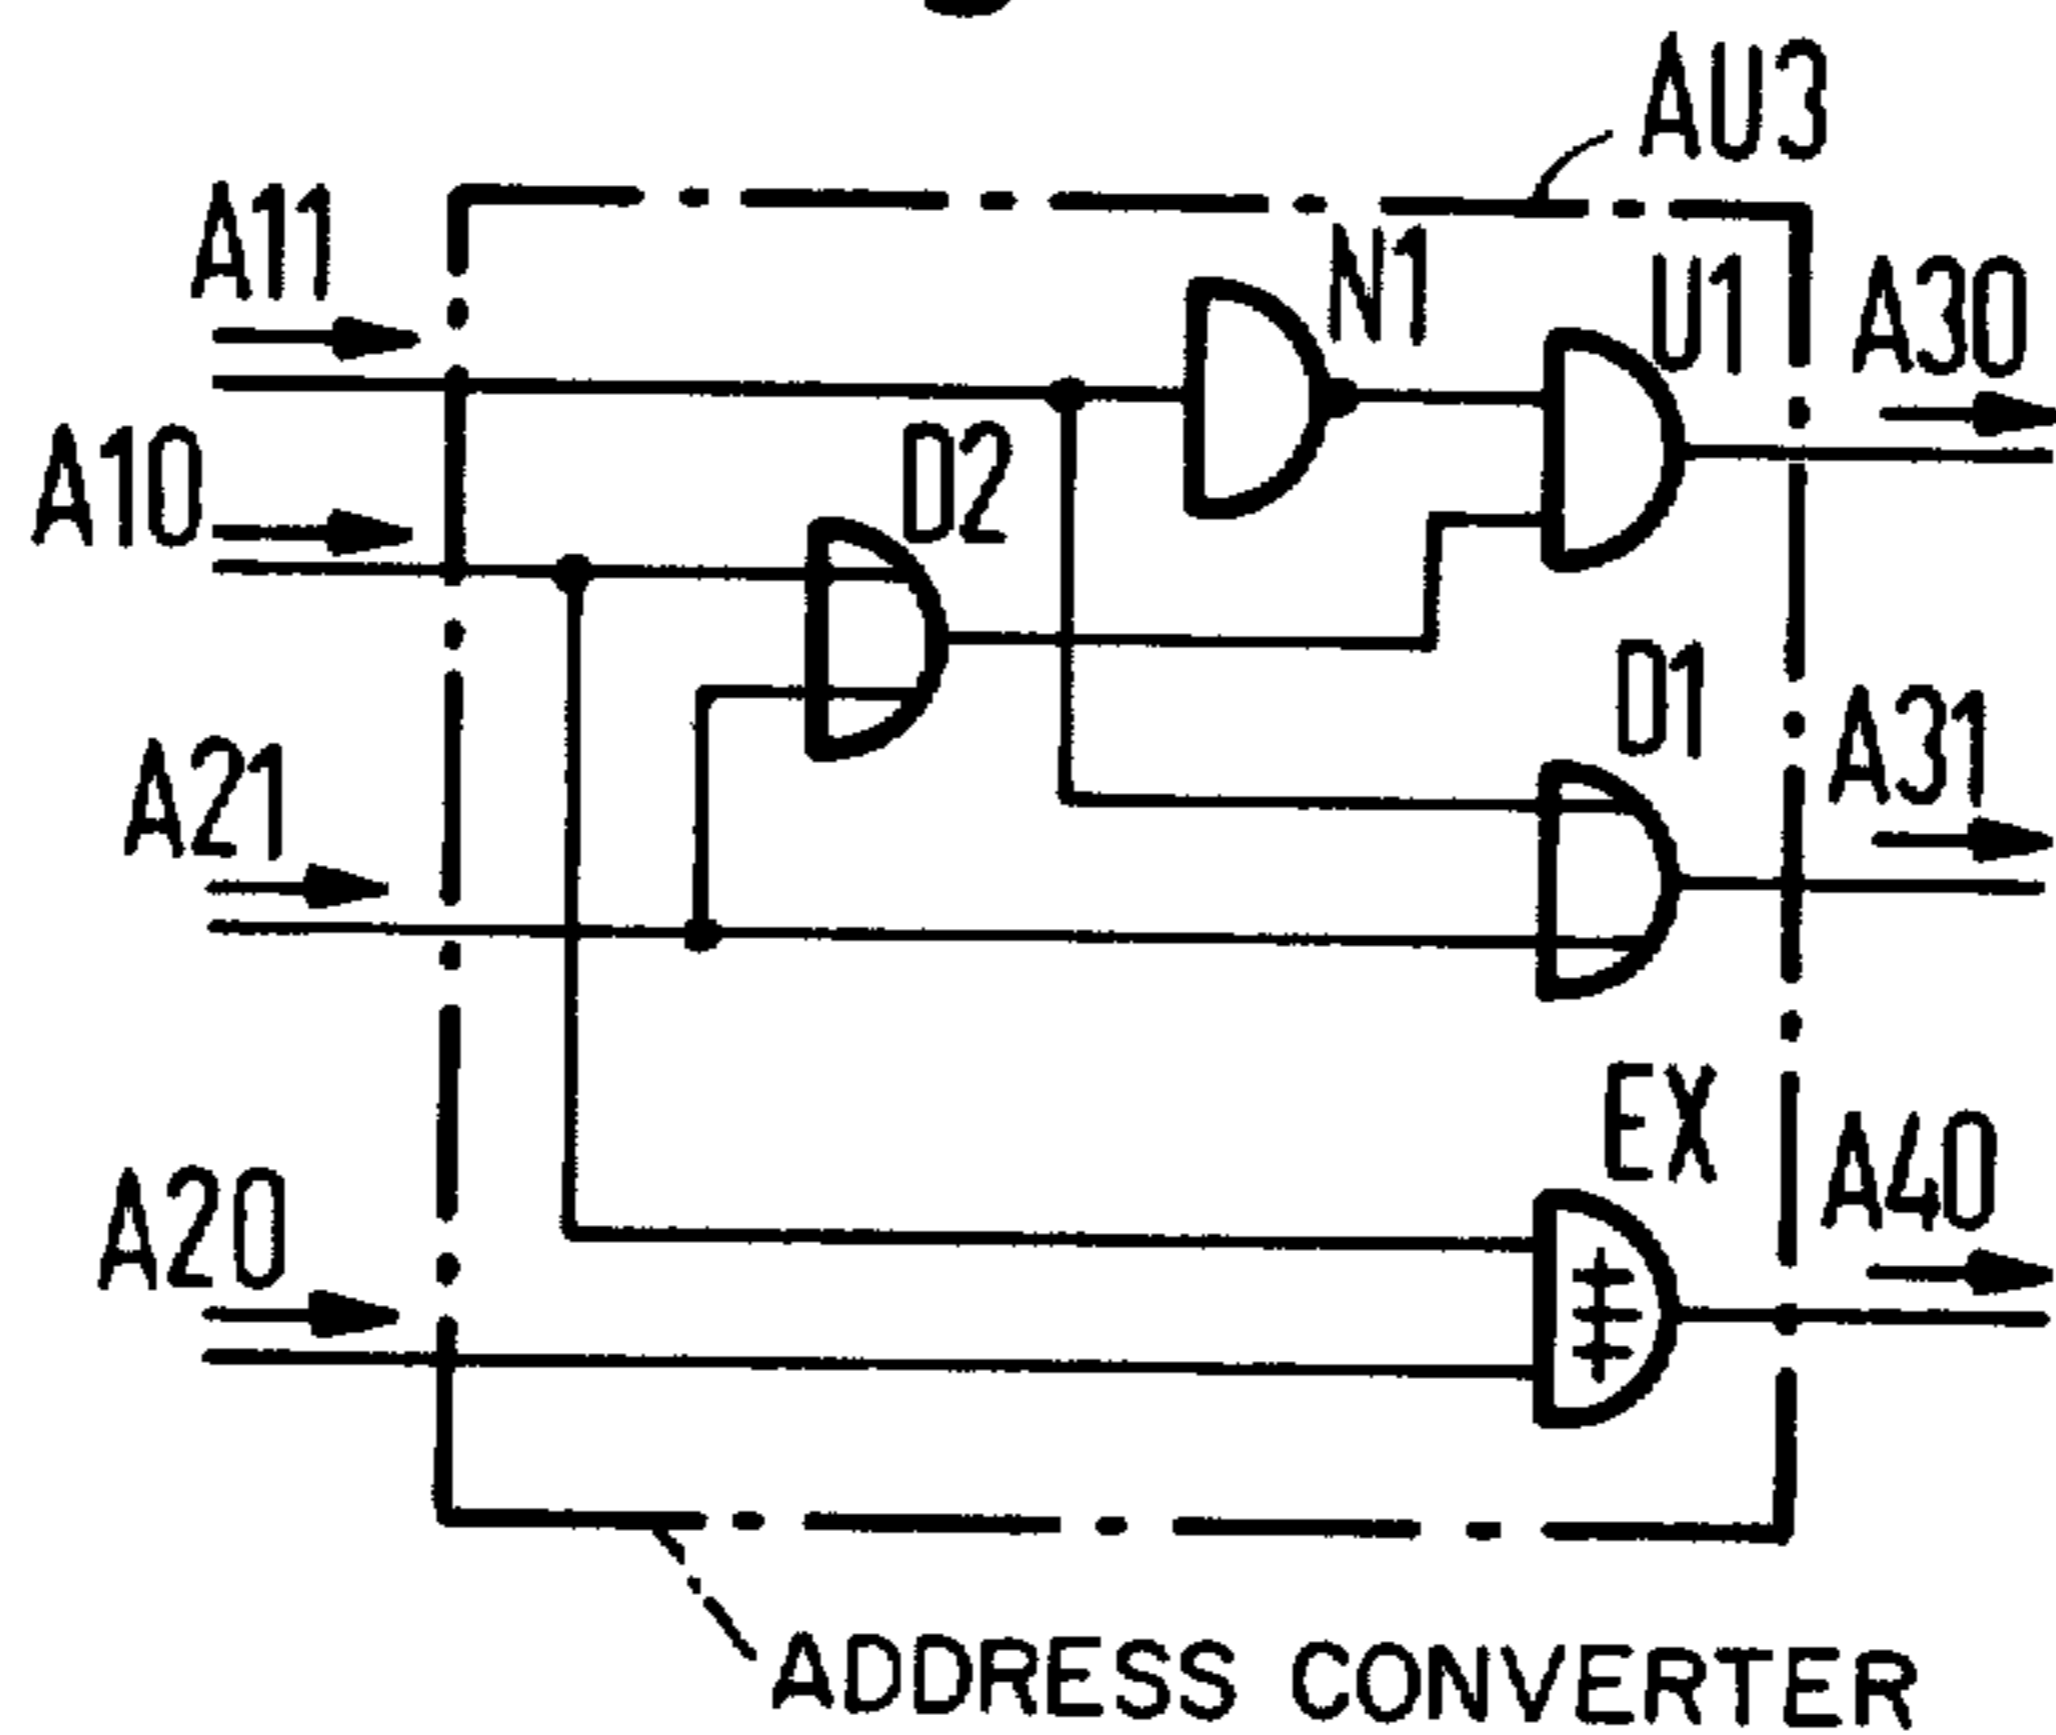 AU3
A11
N1
U1
A30
A10
D2
D1
A21
A31
EX
A20
A40
ADDRESS CONVERTER